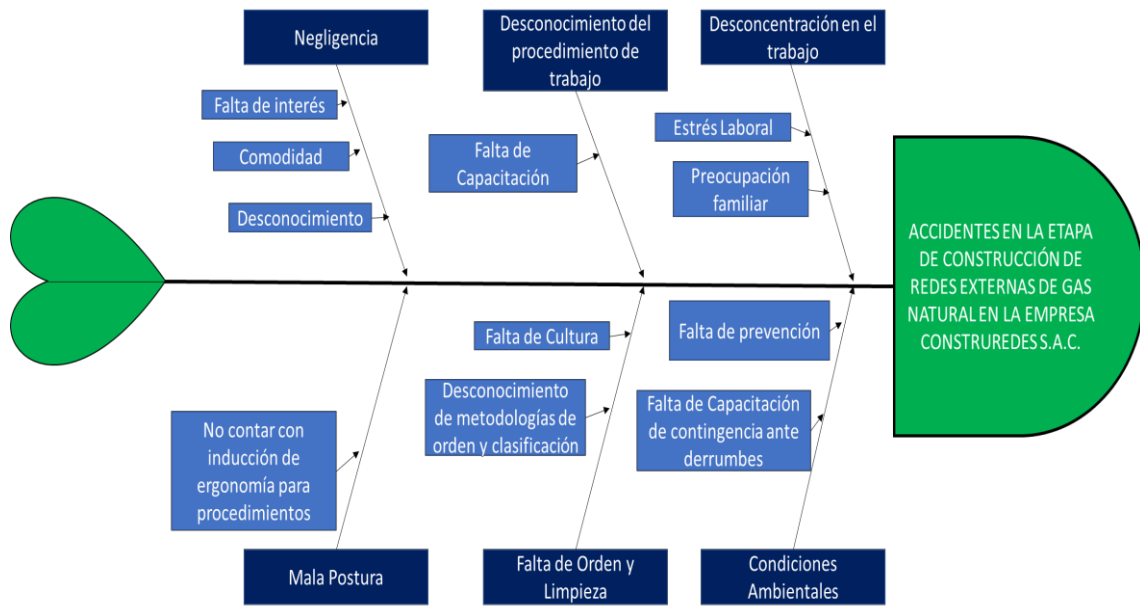 Negligencia
Desconocimiento del
procedimiento de
trabajo
Desconcentración en el
trabajo
Falta de interés
Comodidad
Desconocimiento
Falta de
Capacitación
Estrés Laboral
Preocupación
familiar
ACCIDENTES EN LA ETAPA
DE CONSTRUCCIÓN DE
REDES EXTERNAS DE GAS
NATURAL EN LA EMPRESA
CONSTRUREDES S.A.C.
No contar con
inducción de
ergonomía para
procedimientos
Falta de Cultura
Desconocimiento
de metodologías de
orden y clasificación
Falta de prevención
Falta de Capacitación
de contingencia ante
derrumbes
Mala Postura
Falta de Orden y
Limpieza
Condiciones
Ambientales